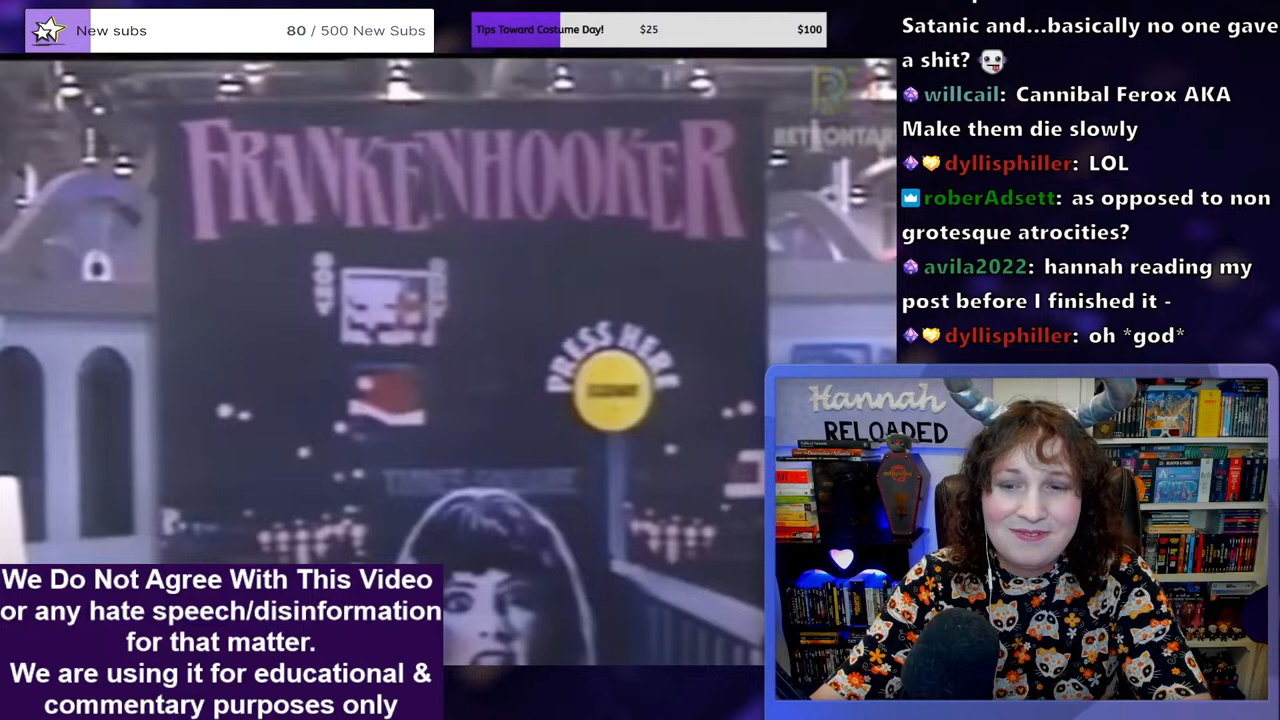 New subs
80 / 500 New Subs
Tips Toward Costume Day!
$25
$100
FRANKENHOOKER
PRESS HERE
We Do Not Agree With This Video
or any hate speech/disinformation
for that matter.
We are using it for educational &
commentary purposes only
Satanic and...basically no one gave
a shit?
willcail: Cannibal Ferox AKA
Make them die slowly
dyllisphiller: LOL
roberAdsett: as opposed to non
grotesque atrocities?
avila2022: hannah reading my
post before I finished it -
dyllisphiller: oh *god*
Hannah
RELOADED